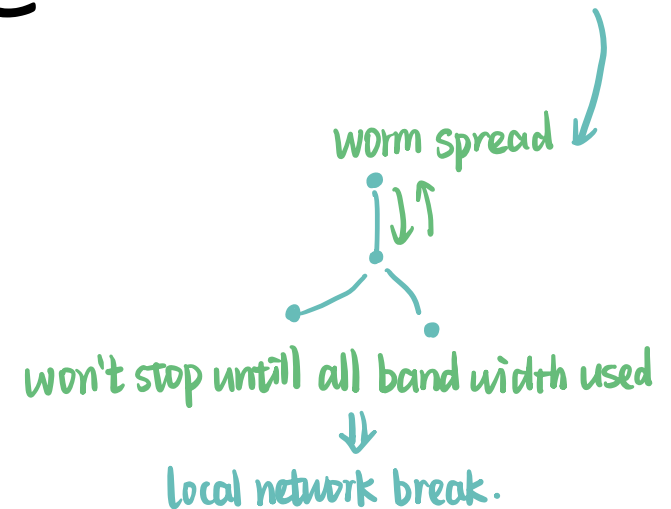 worm spread
won't stop untill all band width used
local network break.